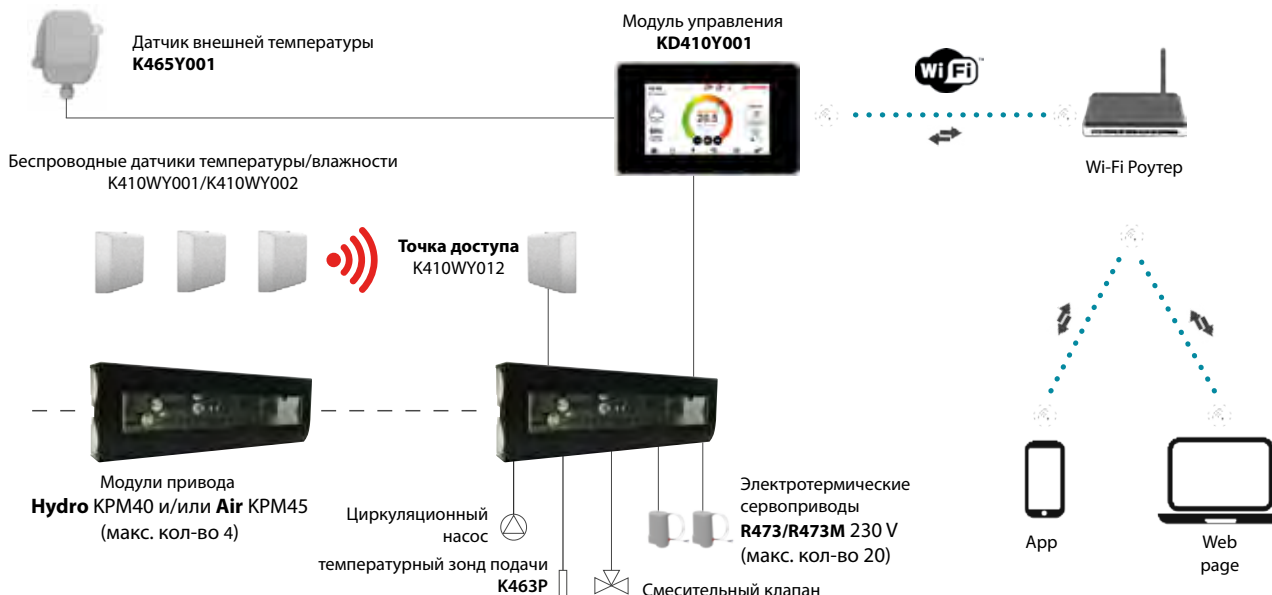 Датчик внешней температуры
K465Y001
Модуль управления
KD410Y001
Wi Fi
Wi-Fi Роутер
Беспроводные датчики температуры/влажности
K410WY001/K410WY002
Точка доступа
K410WY012
20.5
Модули привода
Hydro KPM40 и/или Air KPM45
(макс. кол-во 4)
Циркуляционный
насос
температурный зонд подачи
K463P
Смесительный клапан
Электротермические
сервоприводы
R473/R473M 230 V
(макс. кол-во 20)
App
Web
page